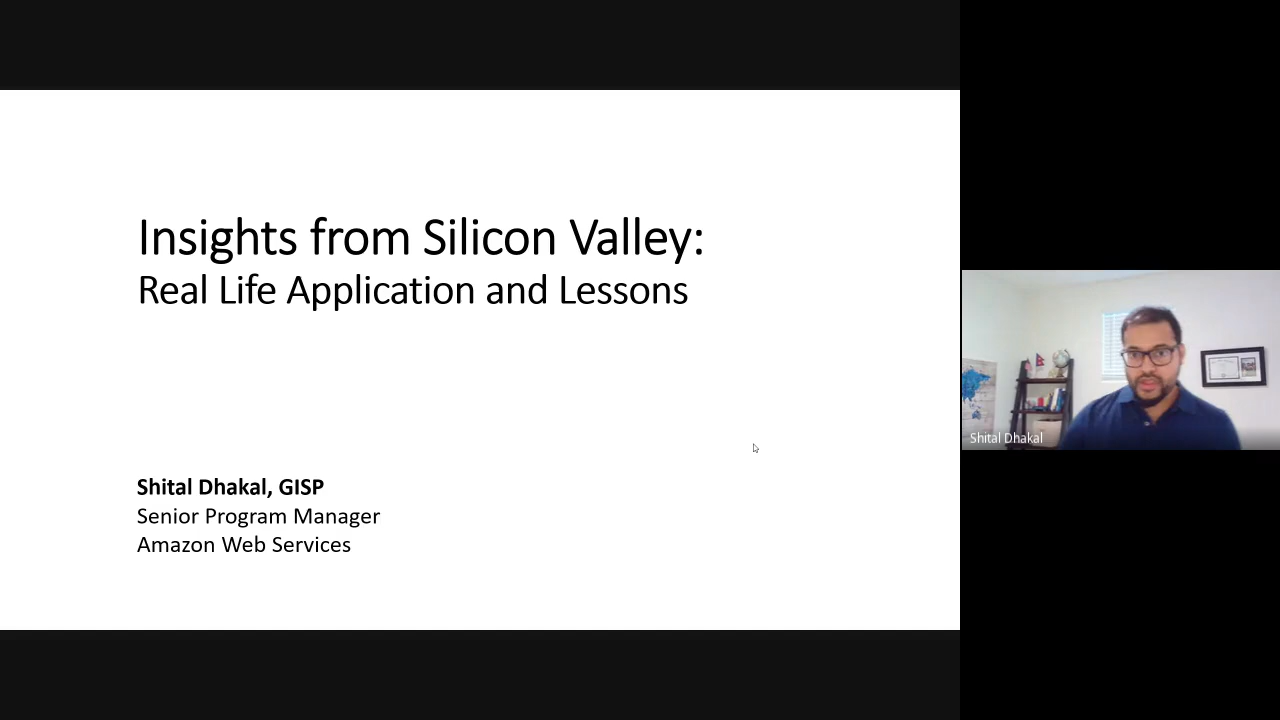 Insights from Silicon Valley:
Real Life Application and Lessons
Shital Dhakal, GISP
Senior Program Manager
Amazon Web Services
Shital Dhakal